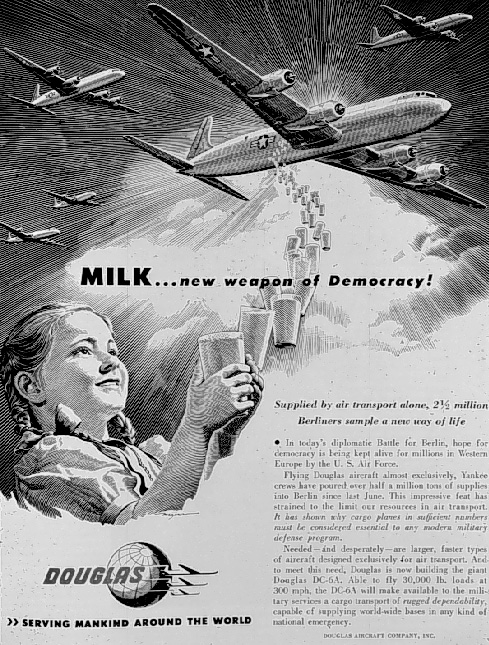 MILK...new weapon of Democracy!
Supplied by air transport alone, 2½ million
Berliners sample a new way of life
● In today's diplomatic Battle for Berlin, hope for
democracy is being kept alive for millions in Western
Europe by the U. S. Air Force.
Flying Douglas aircraft almost exclusively, Yankee
crews have poured over half a million tons of supplies
into Berlin since last June. This impressive feat has
strained to the limit our resources in air transport.
It has shown why cargo planes in sufficient numbers
must be considered essential to any modern military
defense program.
Needed—and desperately—are larger, faster types
of aircraft designed exclusively for air transport. And
to meet this need, Douglas is now building the giant
Douglas DC-6A. Able to fly 30,000 lb. loads at
300 mph, the DC-6A will make available to the mili-
tary services a cargo transport of rugged dependability,
capable of supplying world-wide bases in any kind of
national emergency.
DOUGLAS AIRCRAFT COMPANY, INC.
DOUGLAS
>> SERVING MANKIND AROUND THE WORLD